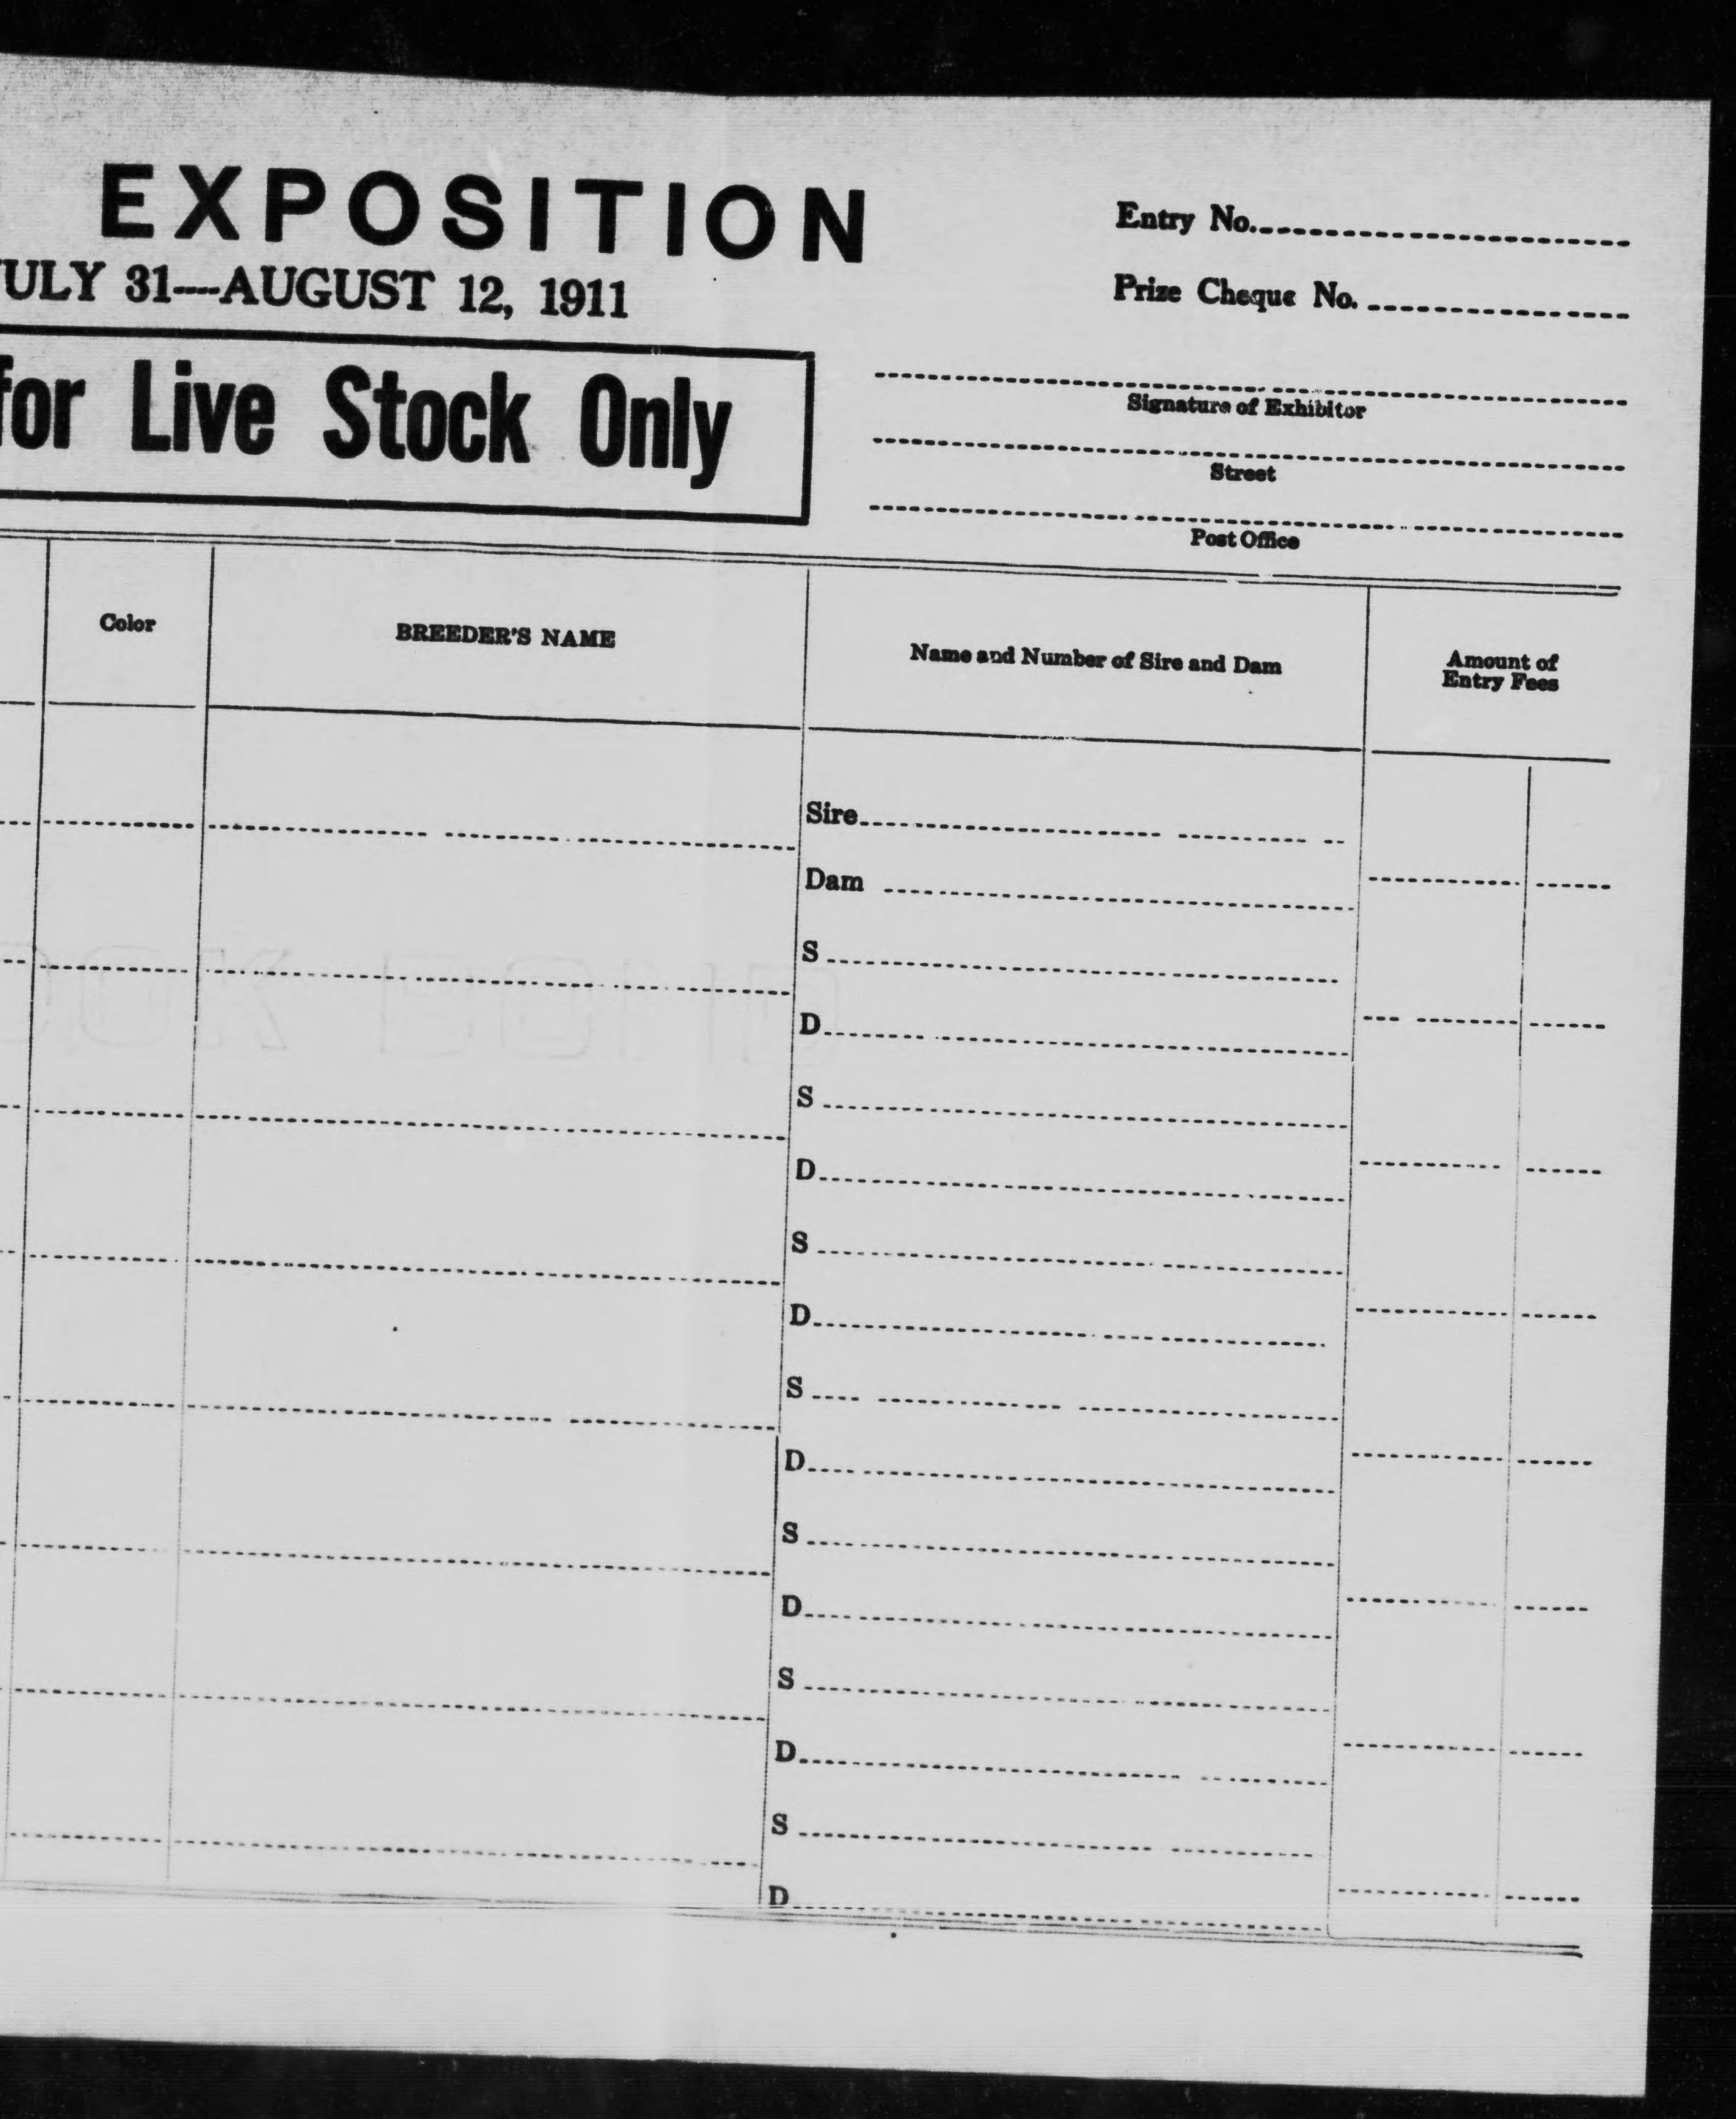 EXPOSITION
JULY 31—AUGUST 12, 1911
for Live Stock Only
Entry No.
Prize Cheque No.
Signature of Exhibitor
Street
Post Office
Color
BREEDER'S NAME
Name and Number of Sire and Dam
Amount of
Entry Fees
Sire
Dam
S
D
S
D
S
D
S
D
S
D
S
D
S
D